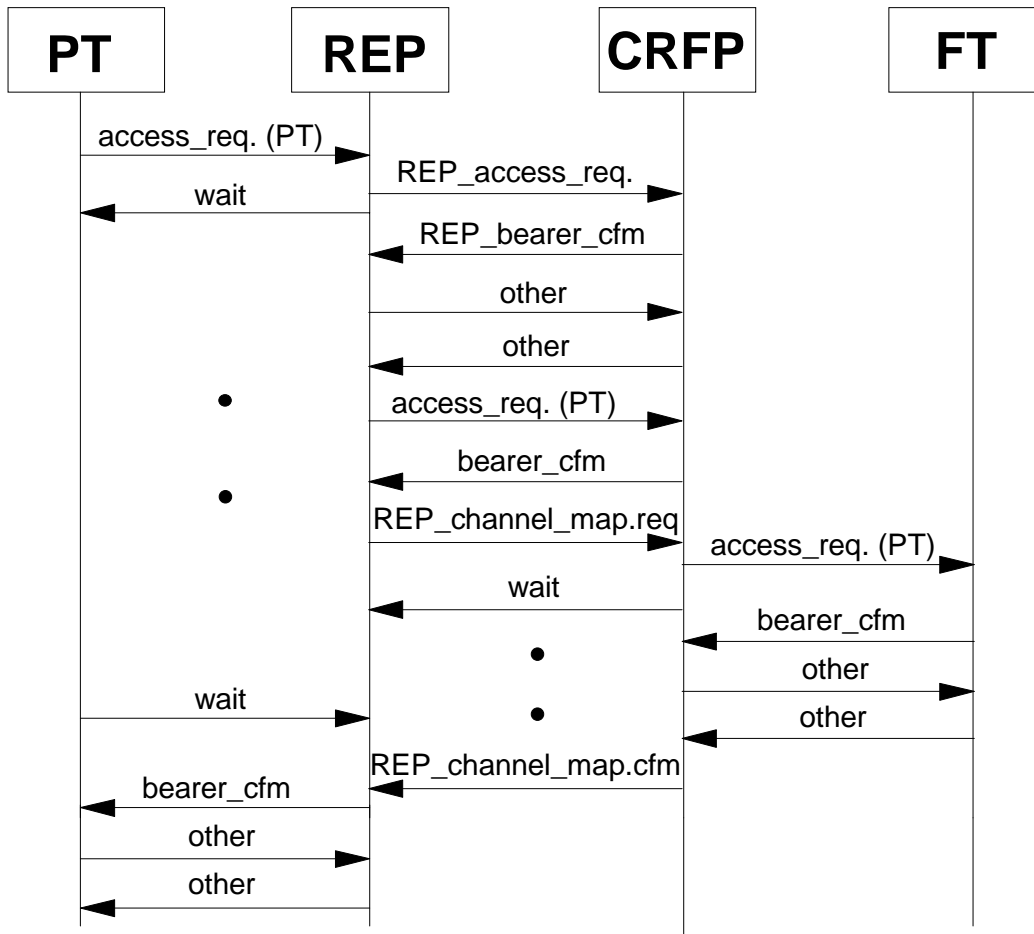 PT REP CRFP FT
access_req. (PT)
REP_access_req.
wait
REP_bearer_cfm
other
other
access_req. (PT)
bearer_cfm
REP_channel_map.req
access_req. (PT)
wait
bearer_cfm
other
wait
other
REP_channel_map.cfm
bearer_cfm
other
other